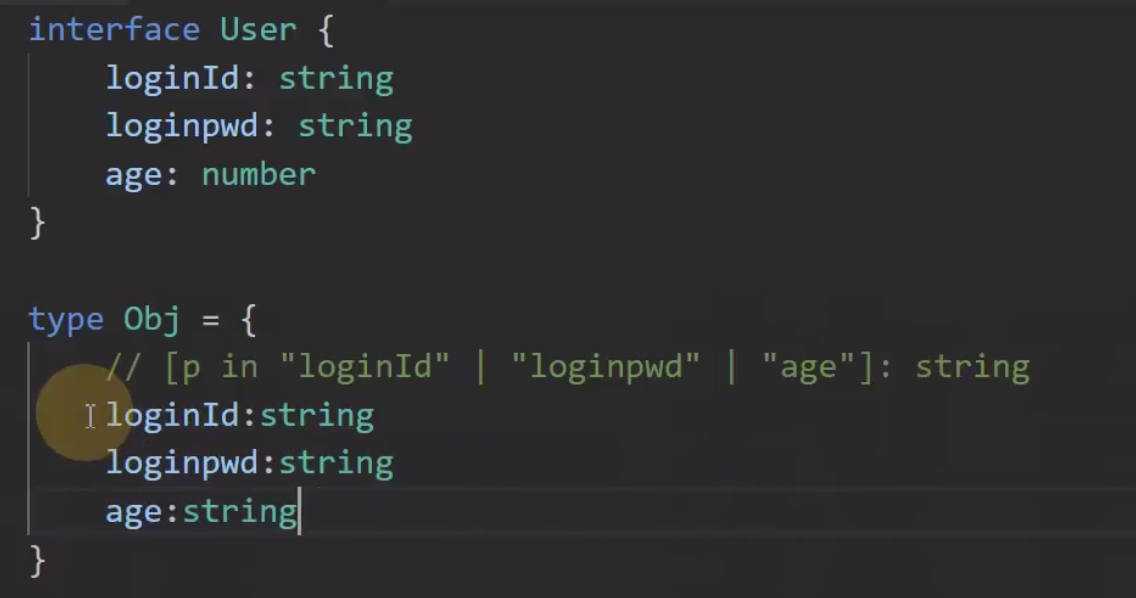 interface User {
    loginId: string
    loginpwd: string
    age: number
}
type Obj = {
    // [p in "loginId" | "loginpwd" | "age"]: string
    loginId:string
    loginpwd:string
    age:string
}